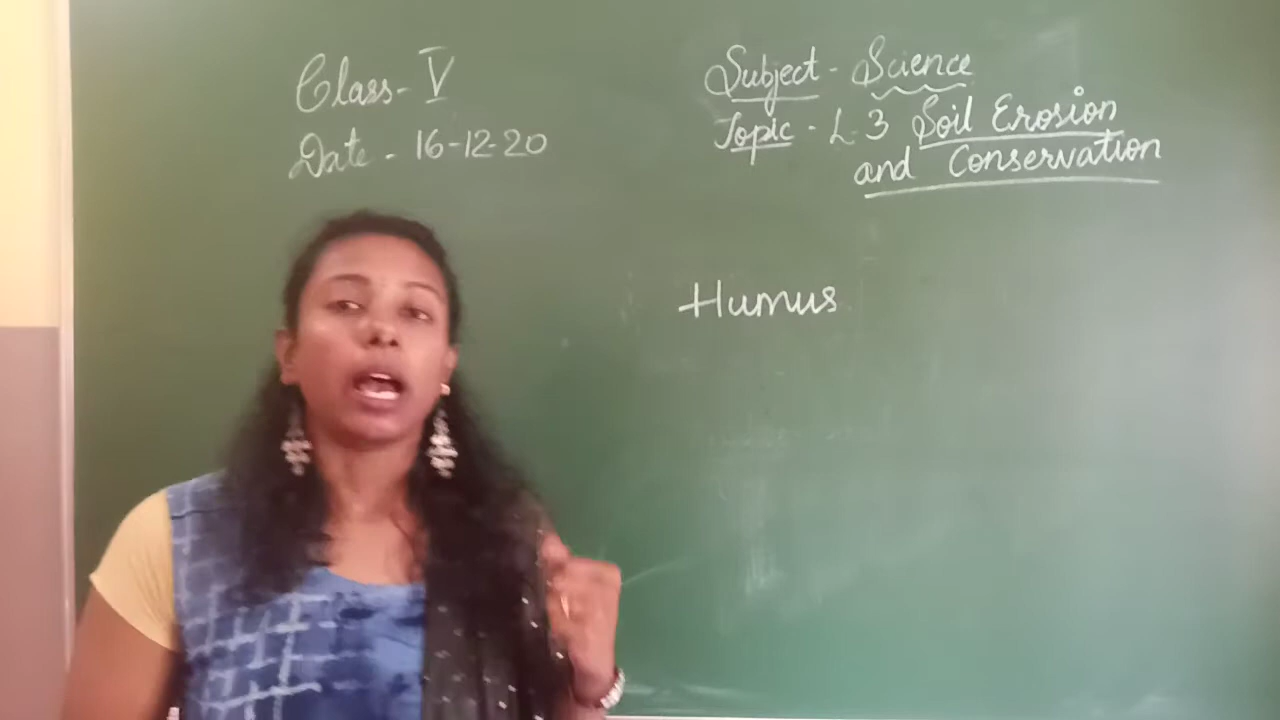 Class - V
Date - 16-12-20
Subject - Science
Topic - L-3 Soil Erosion
and Conservation
Humus